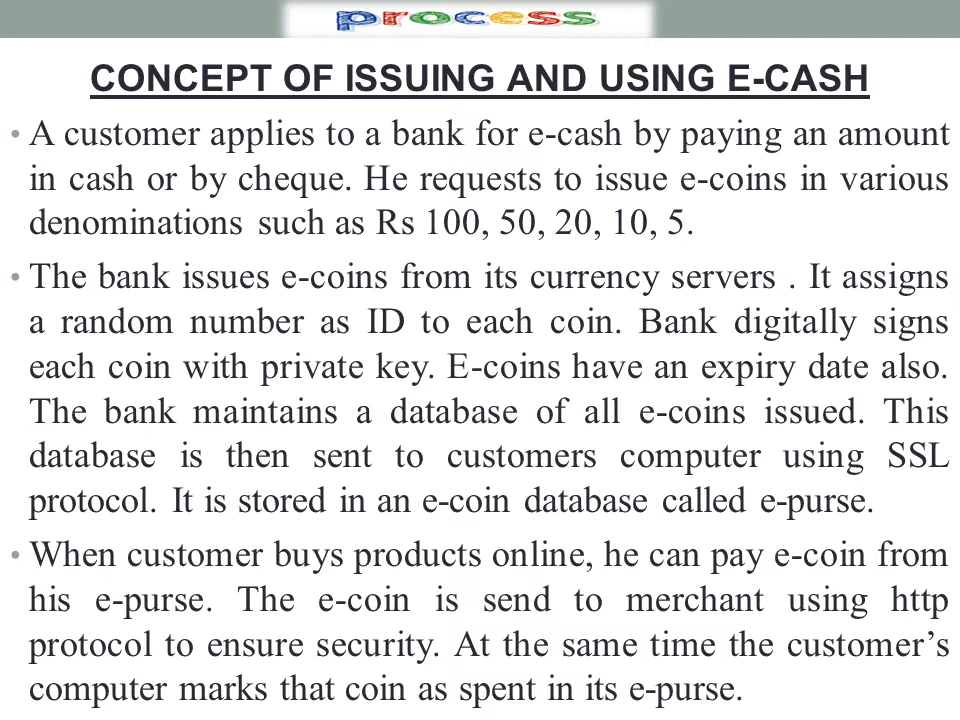 process
CONCEPT OF ISSUING AND USING E-CASH
• A customer applies to a bank for e-cash by paying an amount
in cash or by cheque. He requests to issue e-coins in various
denominations such as Rs 100, 50, 20, 10, 5.
• The bank issues e-coins from its currency servers . It assigns
a random number as ID to each coin. Bank digitally signs
each coin with private key. E-coins have an expiry date also.
The bank maintains a database of all e-coins issued. This
database is then sent to customers computer using SSL
protocol. It is stored in an e-coin database called e-purse.
• When customer buys products online, he can pay e-coin from
his e-purse. The e-coin is send to merchant using http
protocol to ensure security. At the same time the customer’s
computer marks that coin as spent in its e-purse.